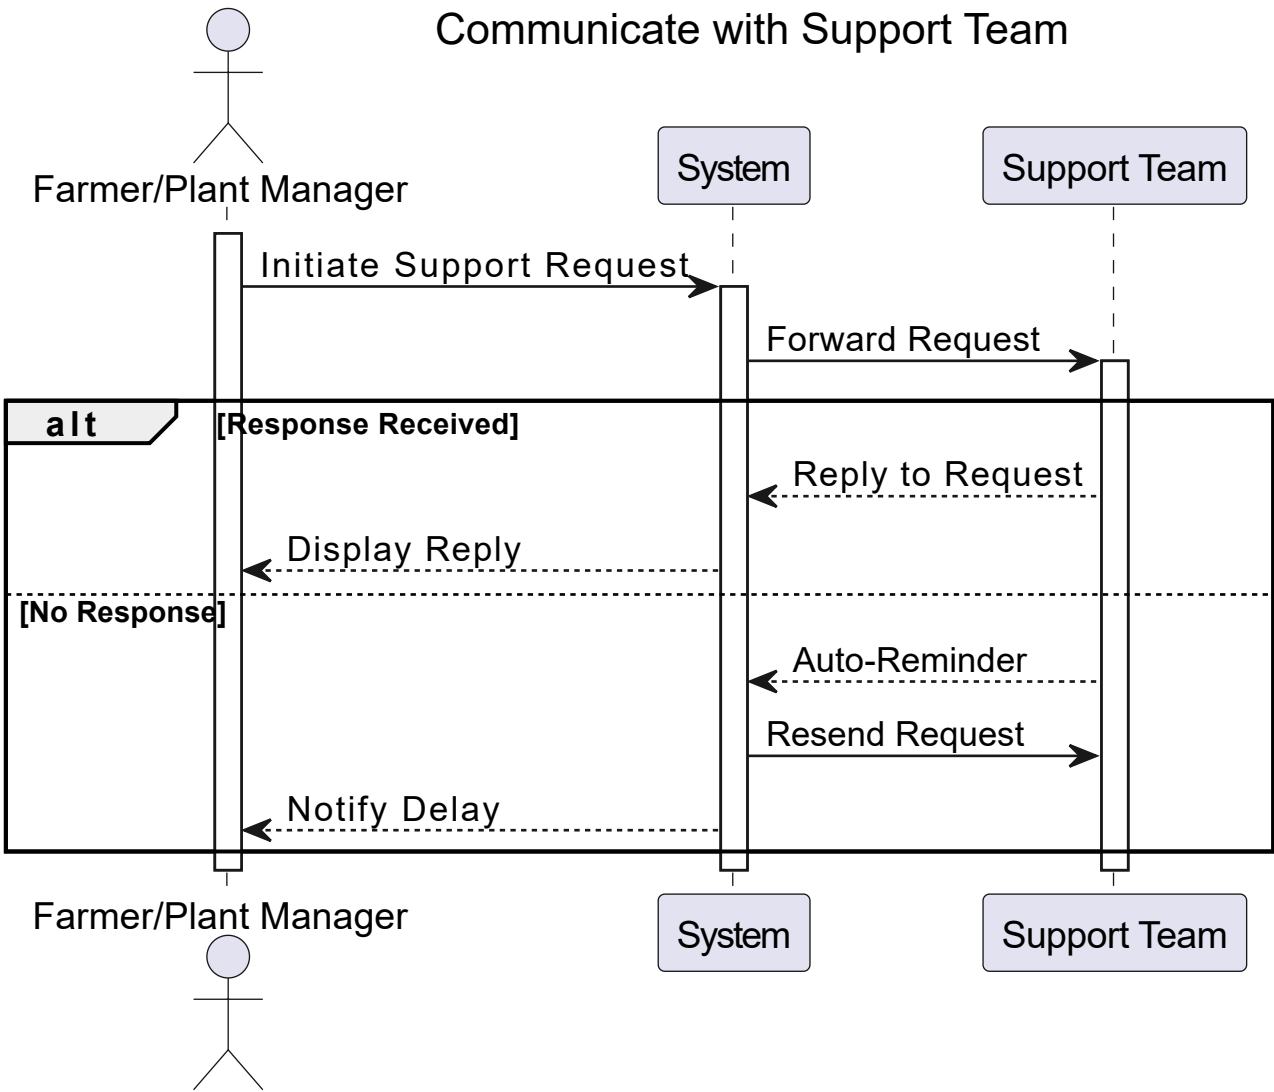 Communicate with Support Team
Farmer/Plant Manager
System
Support Team
Initiate Support Request
Forward Request
alt
[Response Received]
Reply to Request
Display Reply
[No Response]
Auto-Reminder
Resend Request
Notify Delay
Farmer/Plant Manager
System
Support Team